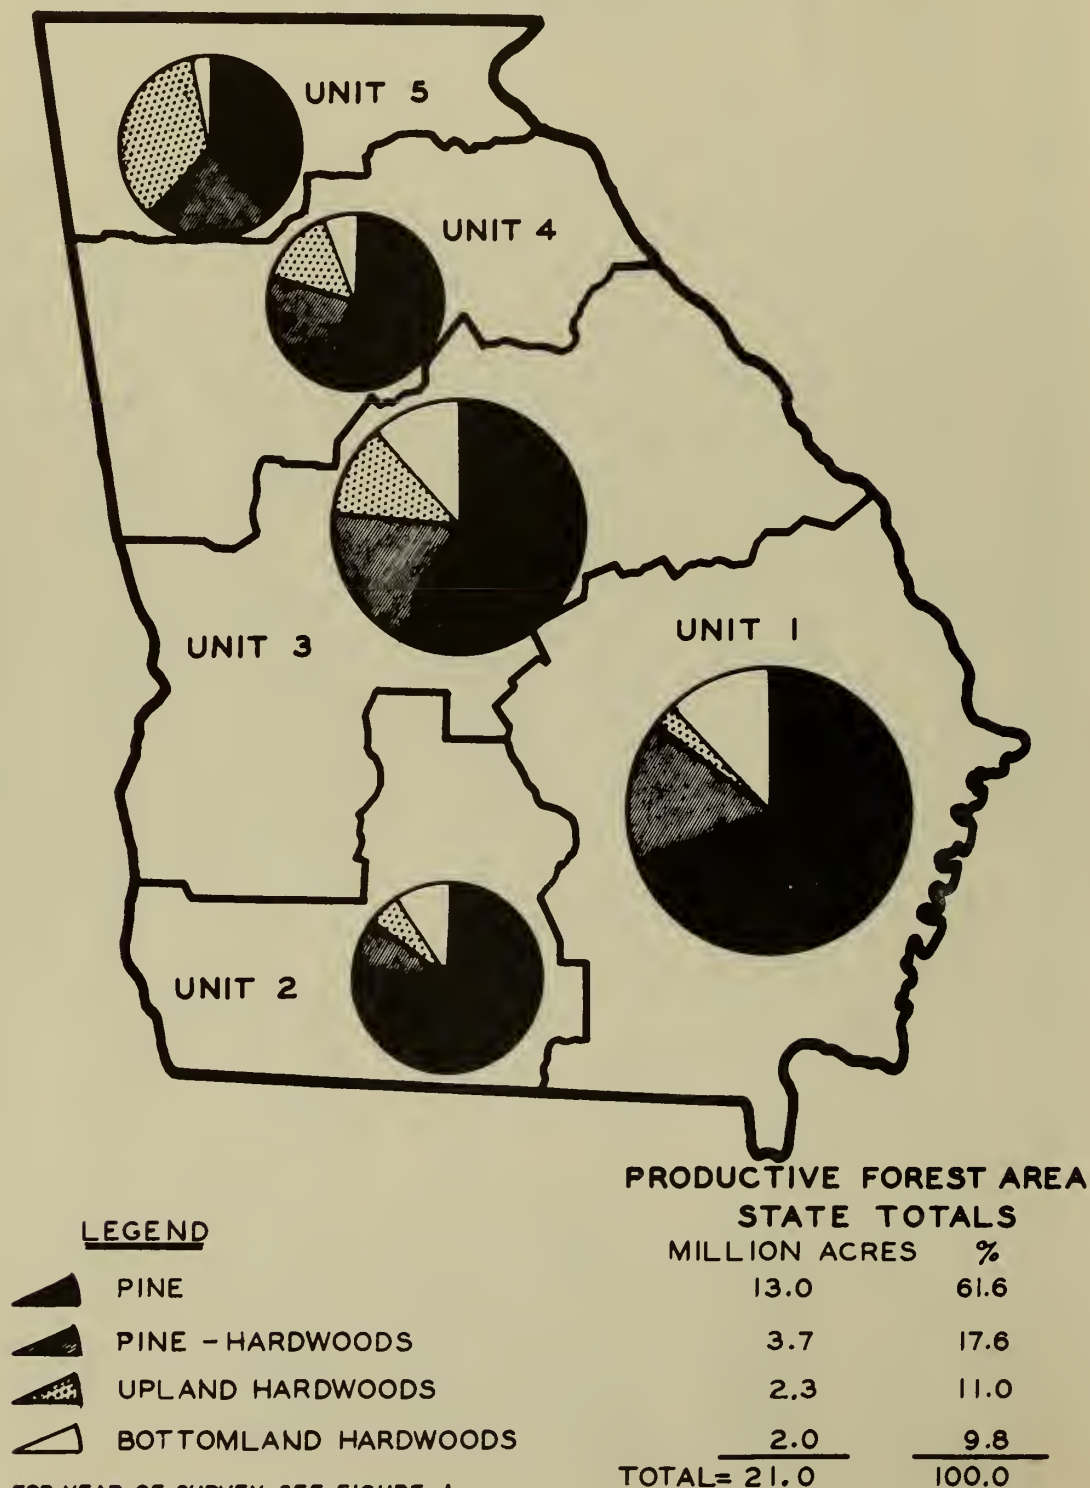 UNIT 5
UNIT 4
UNIT 3
UNIT 1
UNIT 2
PRODUCTIVE FOREST AREA
STATE TOTALS
LEGEND
MILLION ACRES %
PINE 13.0 61.6
PINE - HARDWOODS 3.7 17.6
UPLAND HARDWOODS 2.3 11.0
BOTTOMLAND HARDWOODS 2.0 9.8
TOTAL= 21.0 100.0